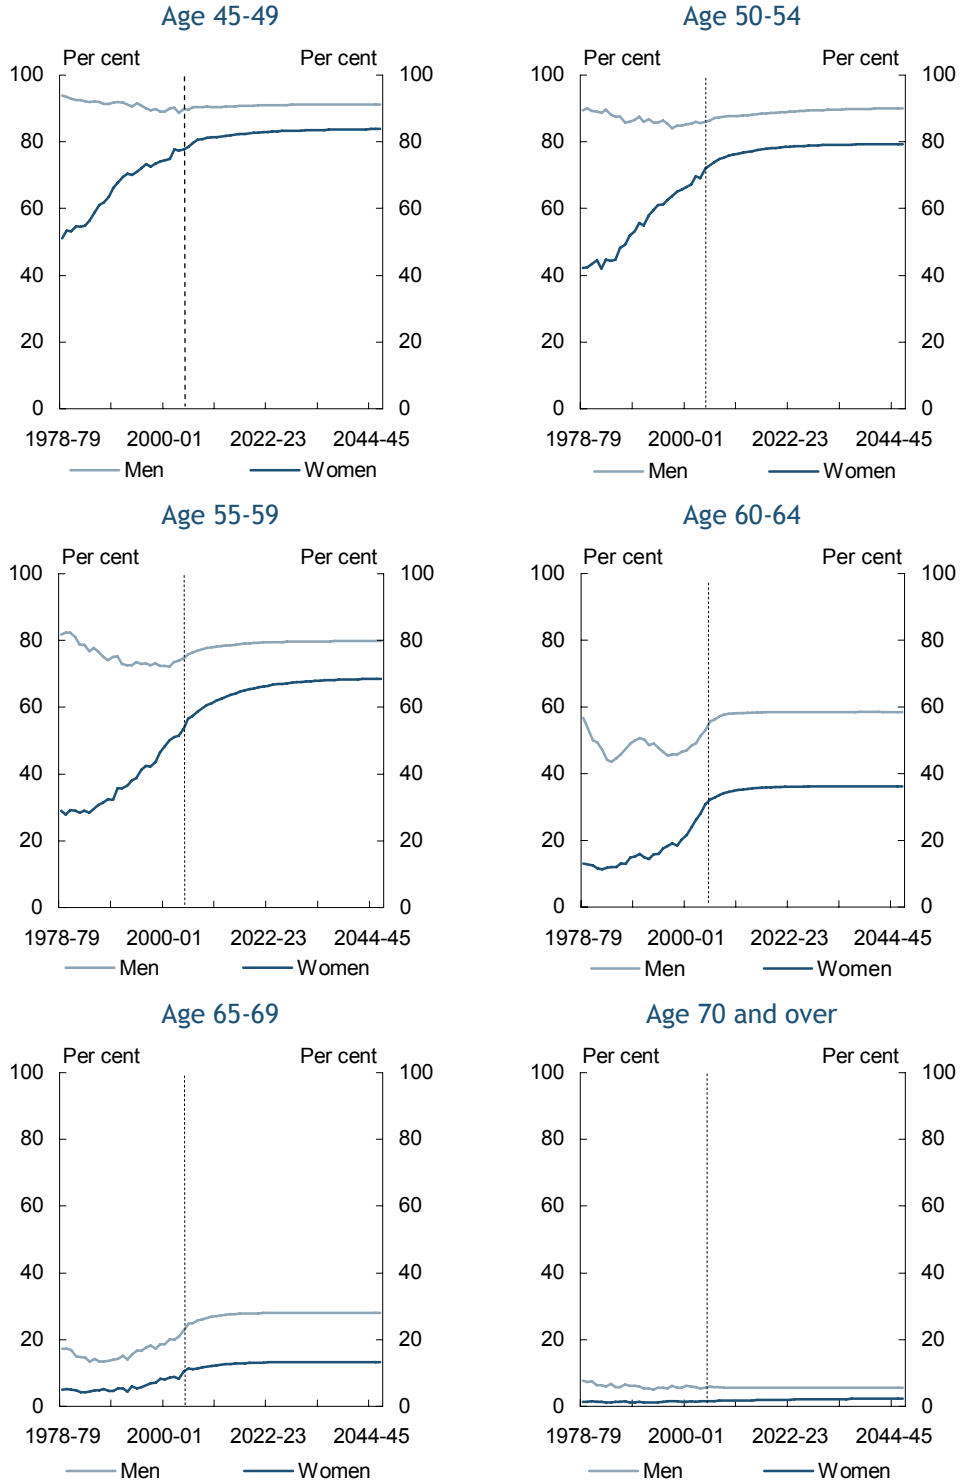 Age 45-49
Per cent Per cent
100 100
80 80
60 60
40 40
20 20
0 0
1978-79 2000-01 2022-23 2044-45
Men Women
Age 50-54
Per cent Per cent
100 100
80 80
60 60
40 40
20 20
0 0
1978-79 2000-01 2022-23 2044-45
Men Women
Age 55-59
Per cent Per cent
100 100
80 80
60 60
40 40
20 20
0 0
1978-79 2000-01 2022-23 2044-45
Men Women
Age 60-64
Per cent Per cent
100 100
80 80
60 60
40 40
20 20
0 0
1978-79 2000-01 2022-23 2044-45
Men Women
Age 65-69
Per cent Per cent
100 100
80 80
60 60
40 40
20 20
0 0
1978-79 2000-01 2022-23 2044-45
Men Women
Age 70 and over
Per cent Per cent
100 100
80 80
60 60
40 40
20 20
0 0
1978-79 2000-01 2022-23 2044-45
Men Women